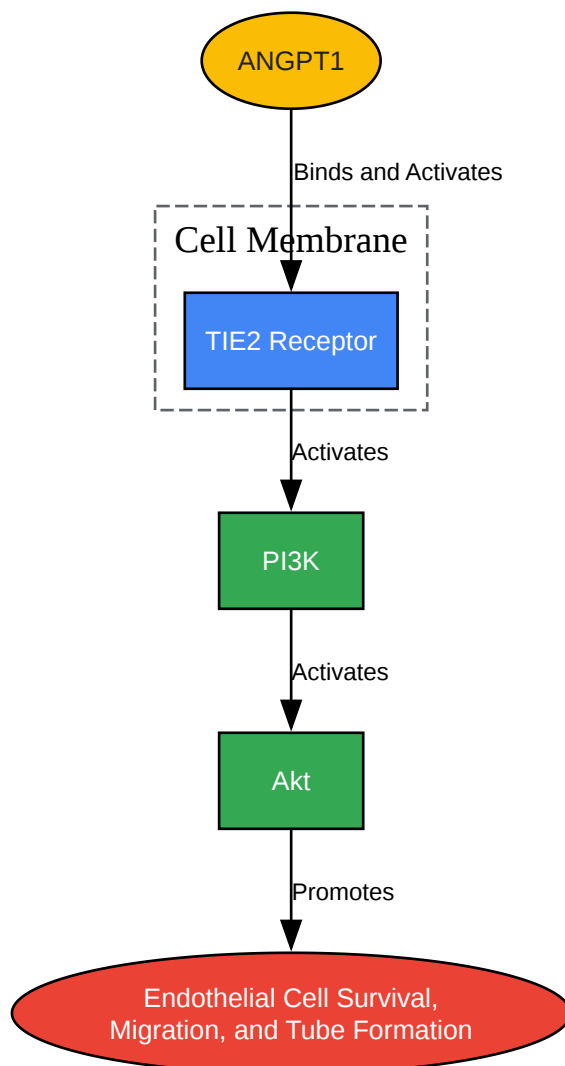 ANGPT1
Binds and Activates
Cell Membrane
TIE2 Receptor
Activates
PI3K
Activates
Akt
Promotes
Endothelial Cell Survival,
Migration, and Tube Formation